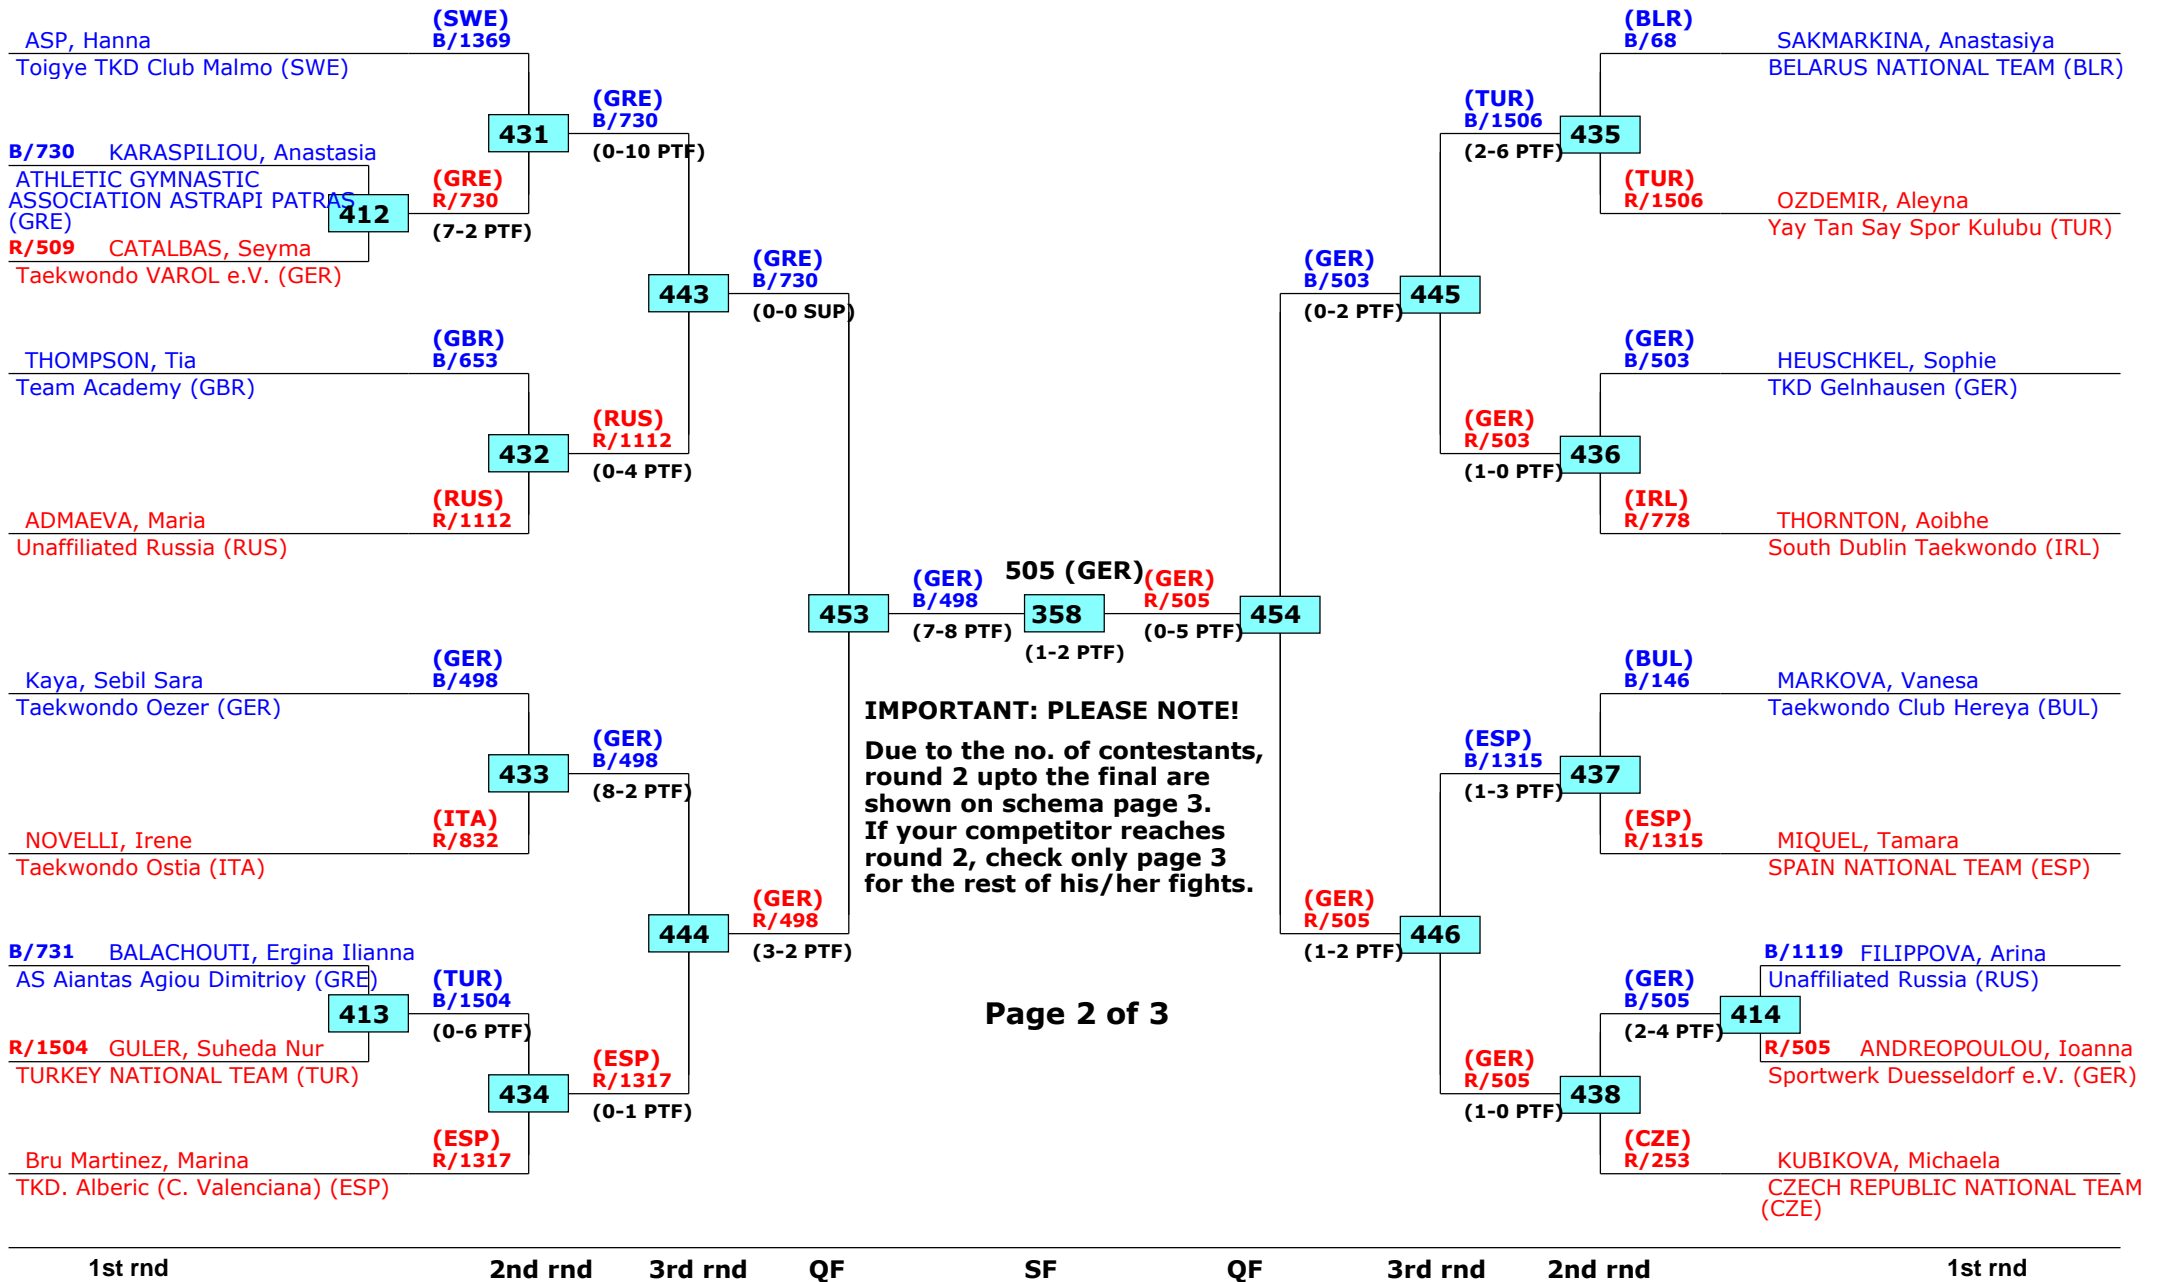 (SWE)
B/1369
ASP, Hanna
Toigye TKD Club Malmo (SWE)
431
(GRE)
B/730
(0-10 PTF)
B/730 KARASPILIOU, Anastasia
ATHLETIC GYMNASTIC
ASSOCIATION ASTRAPI PATRAS
(GRE)
412
(GRE)
R/730
(7-2 PTF)
R/509 CATALBAS, Seyma
Taekwondo VAROL e.V. (GER)
443
(GRE)
B/730
(0-0 SUP)
(GBR)
B/653
THOMPSON, Tia
Team Academy (GBR)
432
(RUS)
R/1112
(0-4 PTF)
(RUS)
R/1112
ADMAEVA, Maria
Unaffiliated Russia (RUS)
453
(GER)
B/498
(7-8 PTF)
505 (GER)
358
(1-2 PTF)
(GER)
R/505
(0-5 PTF)
454
(GER)
B/498
Kaya, Sebil Sara
Taekwondo Oezer (GER)
433
(GER)
B/498
(8-2 PTF)
(ITA)
R/832
NOVELLI, Irene
Taekwondo Ostia (ITA)
444
(GER)
R/498
(3-2 PTF)
B/731 BALACHOUTI, Ergina Ilianna
AS Aiantas Agiou Dimitrioy (GRE)
413
(TUR)
B/1504
(0-6 PTF)
R/1504 GULER, Suheda Nur
TURKEY NATIONAL TEAM (TUR)
434
(ESP)
R/1317
(0-1 PTF)
(ESP)
R/1317
Bru Martinez, Marina
TKD. Alberic (C. Valenciana) (ESP)
IMPORTANT: PLEASE NOTE!
Due to the no. of contestants,
round 2 upto the final are
shown on schema page 3.
If your competitor reaches
round 2, check only page 3
for the rest of his/her fights.
Page 2 of 3
(BLR)
B/68
SAKMARKINA, Anastasiya
BELARUS NATIONAL TEAM (BLR)
(TUR)
B/1506
(2-6 PTF)
435
(TUR)
R/1506
OZDEMIR, Aleyna
Yay Tan Say Spor Kulubu (TUR)
(GER)
B/503
(0-2 PTF)
445
(GER)
B/503
HEUSCHKEL, Sophie
TKD Gelnhausen (GER)
(GER)
R/503
(1-0 PTF)
436
(IRL)
R/778
THORNTON, Aoibhe
South Dublin Taekwondo (IRL)
(BUL)
B/146
MARKOVA, Vanesa
Taekwondo Club Hereya (BUL)
(ESP)
B/1315
(1-3 PTF)
437
(ESP)
R/1315
MIQUEL, Tamara
SPAIN NATIONAL TEAM (ESP)
(GER)
R/505
(1-2 PTF)
446
B/1119 FILIPPOVA, Arina
Unaffiliated Russia (RUS)
(GER)
B/505
(2-4 PTF)
414
R/505 ANDREOPOULOU, Ioanna
Sportwerk Duesseldorf e.V. (GER)
(GER)
R/505
(1-0 PTF)
438
(CZE)
R/253
KUBIKOVA, Michaela
CZECH REPUBLIC NATIONAL TEAM
(CZE)
1st rnd 2nd rnd 3rd rnd QF SF QF 3rd rnd 2nd rnd 1st rnd